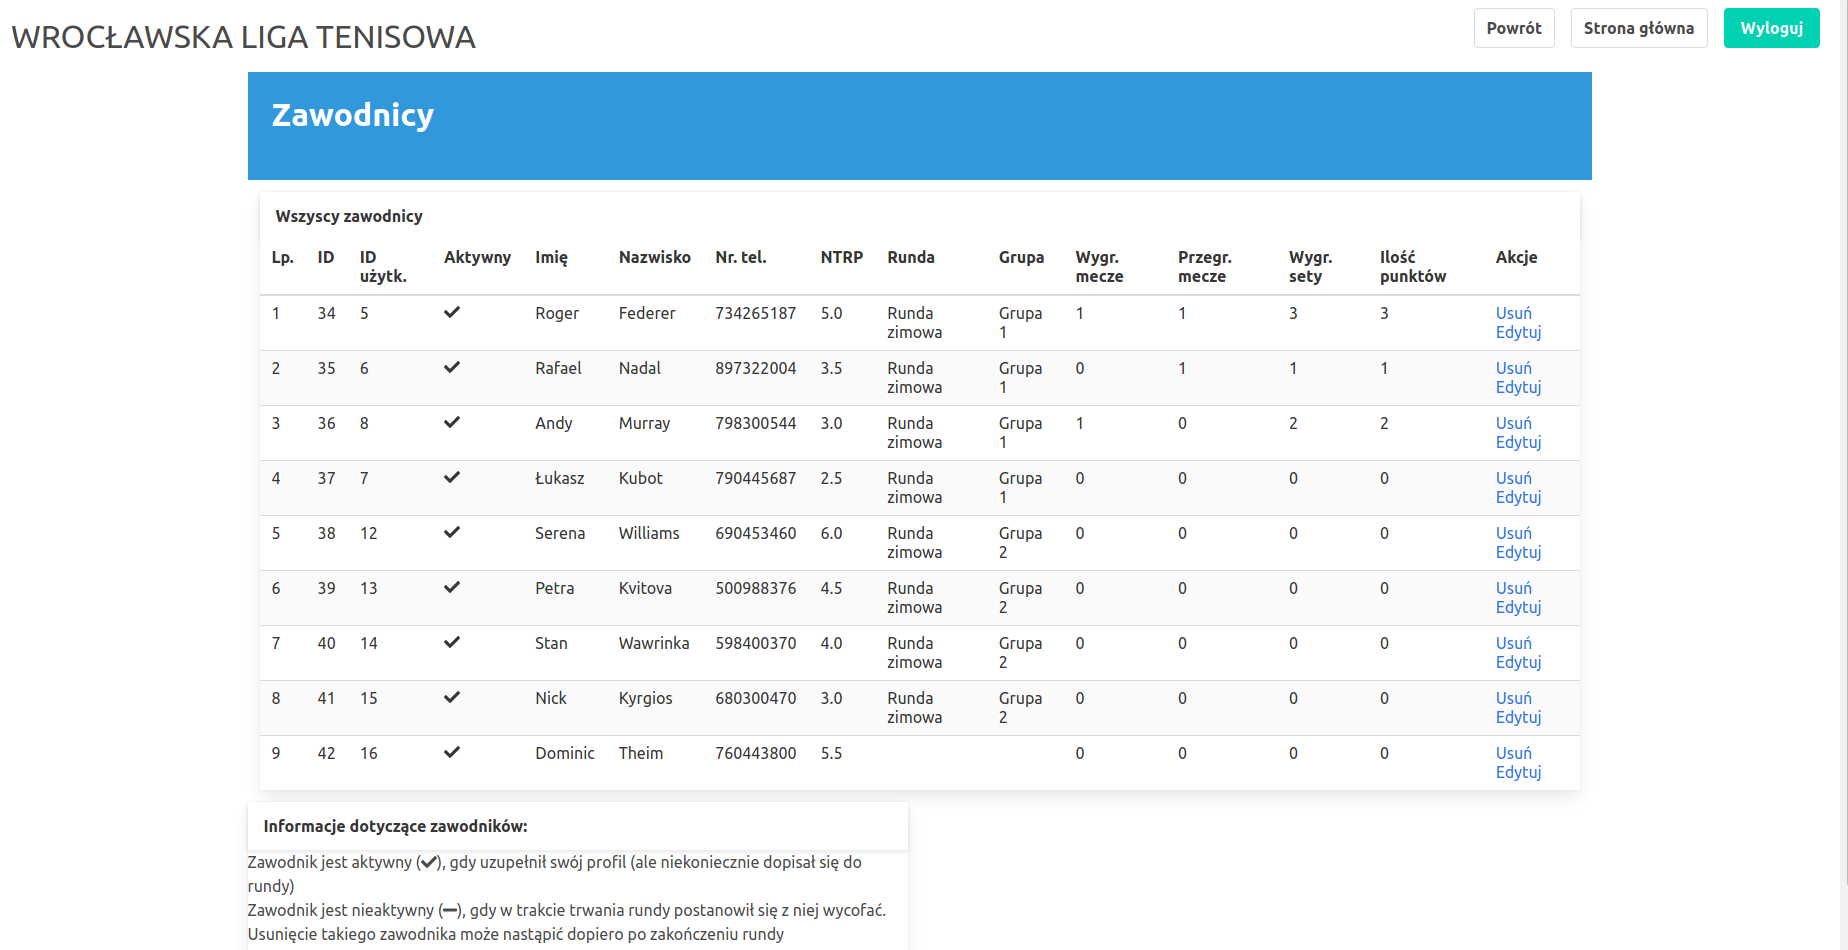 WROCŁAWSKA LIGA TENISOWA
Powrót Strona główna Wyloguj
Zawodnicy
Wszyscy zawodnicy
Lp. ID ID użytk. Aktywny Imię Nazwisko Nr. tel. NTRP Runda Grupa Wygr. mecze Przegr. mecze Wygr. sety Ilość punktów Akcje
1 34 5 ✔ Roger Federer 734265187 5.0 Runda zimowa Grupa 1 1 1 3 3 Usuń Edytuj
2 35 6 ✔ Rafael Nadal 897322004 3.5 Runda zimowa Grupa 1 0 1 1 1 Usuń Edytuj
3 36 8 ✔ Andy Murray 798300544 3.0 Runda zimowa Grupa 1 1 0 2 2 Usuń Edytuj
4 37 7 ✔ Łukasz Kubot 790445687 2.5 Runda zimowa Grupa 1 0 0 0 0 Usuń Edytuj
5 38 12 ✔ Serena Williams 690453460 6.0 Runda zimowa Grupa 2 0 0 0 0 Usuń Edytuj
6 39 13 ✔ Petra Kvitova 500988376 4.5 Runda zimowa Grupa 2 0 0 0 0 Usuń Edytuj
7 40 14 ✔ Stan Wawrinka 598400370 4.0 Runda zimowa Grupa 2 0 0 0 0 Usuń Edytuj
8 41 15 ✔ Nick Kyrgios 680300470 3.0 Runda zimowa Grupa 2 0 0 0 0 Usuń Edytuj
9 42 16 ✔ Dominic Theim 760443800 5.5 0 0 0 0 Usuń Edytuj
Informacje dotyczące zawodników:
Zawodnik jest aktywny (✔), gdy uzupełnił swój profil (ale niekoniecznie dopisał się do
rundy)
Zawodnik jest nieaktywny (—), gdy w trakcie trwania rundy postanowił się z niej wycofać.
Usunięcie takiego zawodnika może nastąpić dopiero po zakończeniu rundy